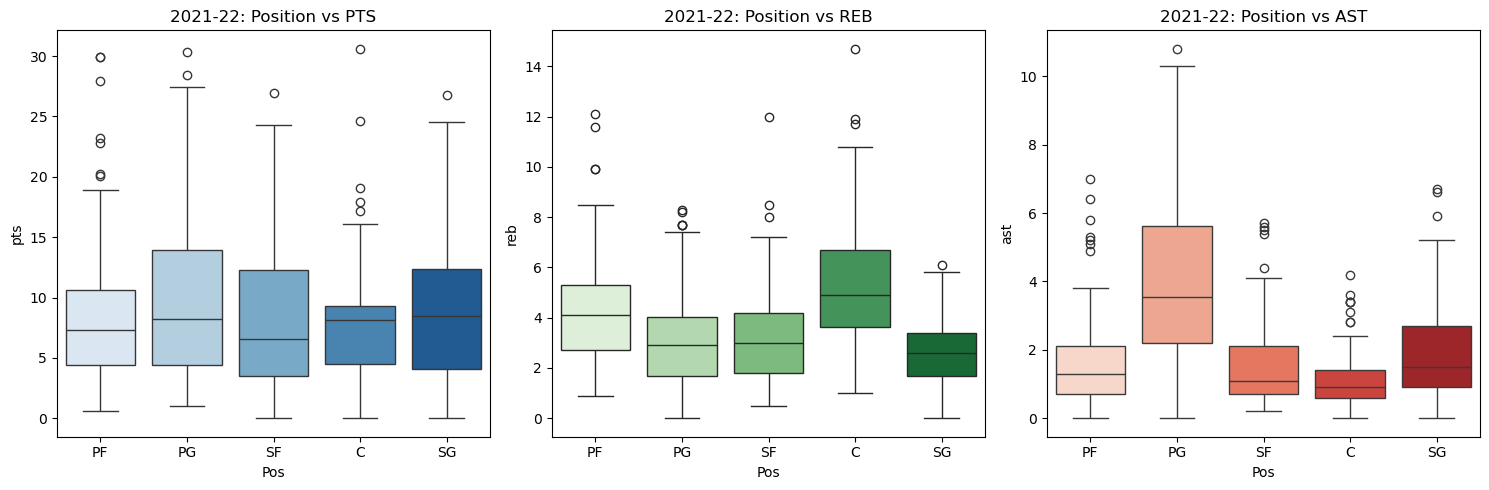 2021-22: Position vs PTS
30
25
20
15
10
5
0
pts
PF PG SF C SG
Pos
2021-22: Position vs REB
14
12
10
8
6
4
2
0
reb
PF PG SF C SG
Pos
2021-22: Position vs AST
10
8
6
4
2
0
ast
PF PG SF C SG
Pos